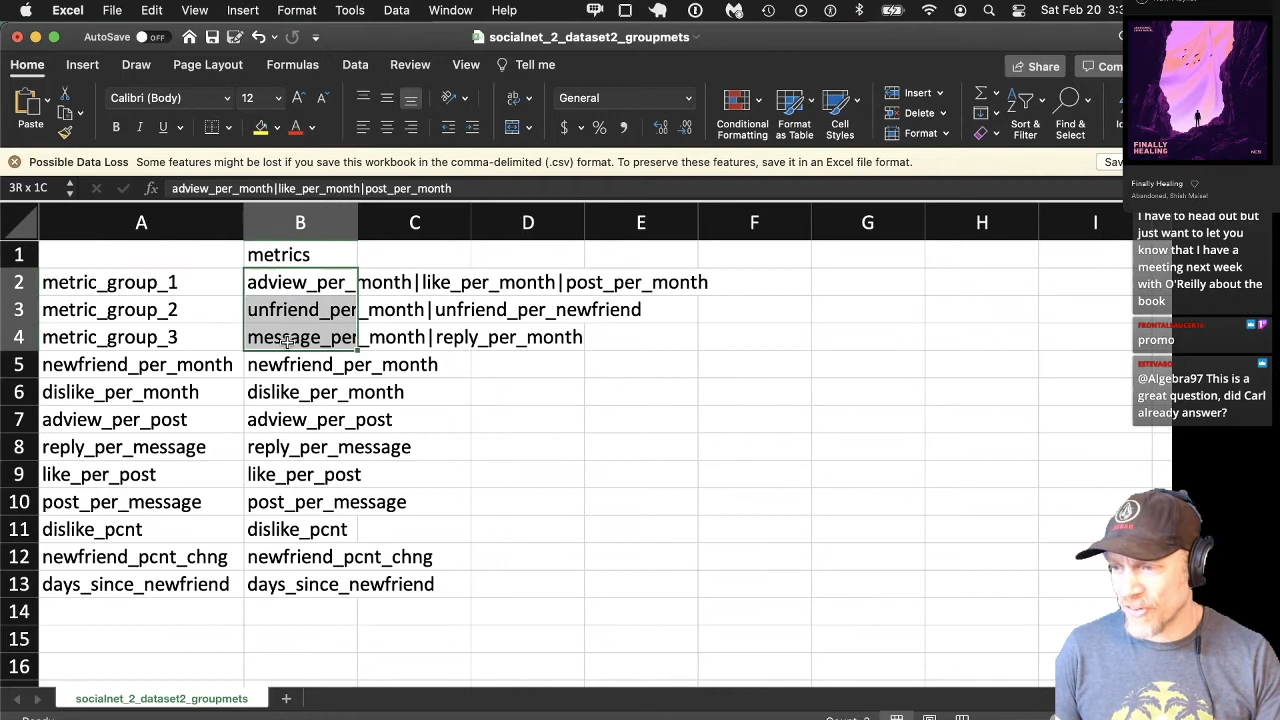 Excel File Edit View Insert Format Tools Data Window Help Sat Feb 20 3:
AutoSave OFF socialnet_2_dataset2_groupmets
Home Insert Draw Page Layout Formulas Data Review View Tell me Share
Calibri (Body) 12 General Insert
Paste Conditional Formatting Format as Table Cell Styles Delete Sort & Filter Find & Select
Format
Possible Data Loss Some features might be lost if you save this workbook in the comma-delimited (.csv) format. To preserve these features, save it in an Excel file format.
3R x 1C fx adview_per_month|like_per_month|post_per_month
A B C D E F G H I
1 metrics
2 metric_group_1 adview_per_month|like_per_month|post_per_month
3 metric_group_2 unfriend_per_month|unfriend_per_newfriend
4 metric_group_3 message_per_month|reply_per_month
5 newfriend_per_month newfriend_per_month
6 dislike_per_month dislike_per_month
7 adview_per_post adview_per_post
8 reply_per_message reply_per_message
9 like_per_post like_per_post
10 post_per_message post_per_message
11 dislike_pcnt dislike_pcnt
12 newfriend_pcnt_chng newfriend_pcnt_chng
13 days_since_newfriend days_since_newfriend
14
15
16
socialnet_2_dataset2_groupmets
FINALLY
HEALING
NCS
Finally Healing
Abandoned, Shiah Maisel
I have to head out but
just want to let you
know that I have a
meeting next week
with O'Reilly about the
book
promo
ESTEVAGO
@Algebra97 This is a
great question, did Carl
already answer?